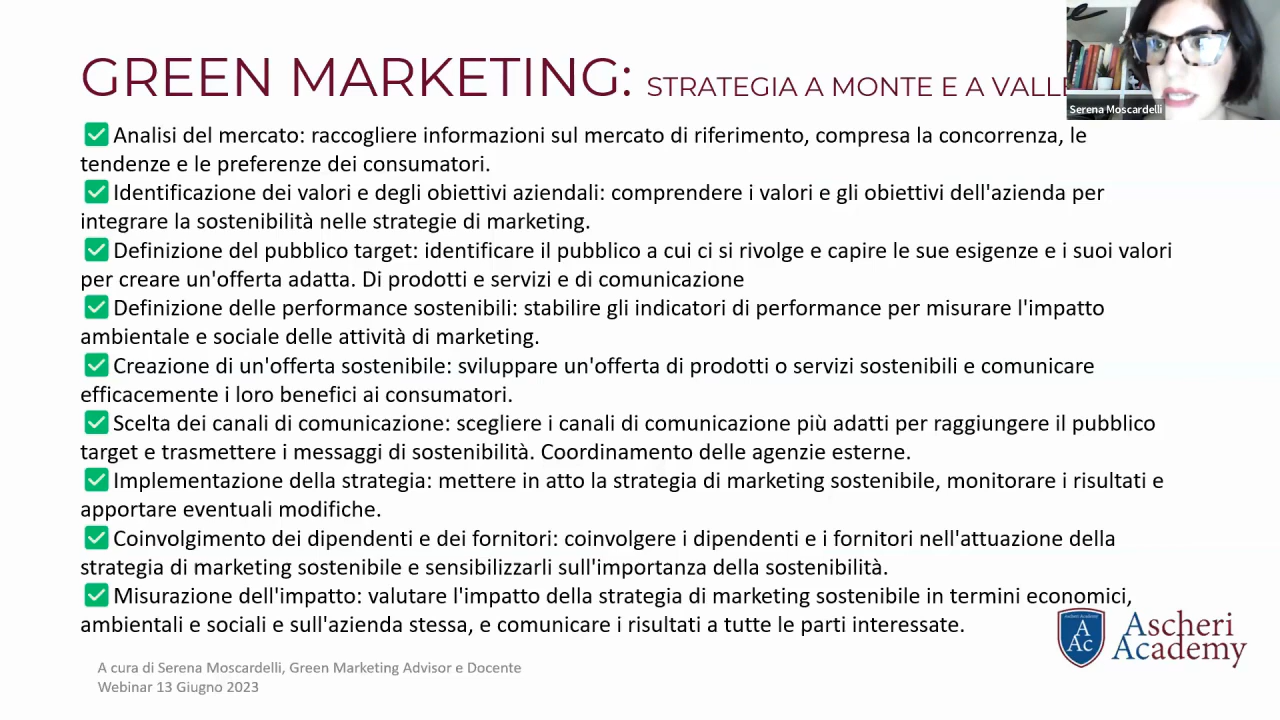 GREEN MARKETING: STRATEGIA A MONTE E A VALLE
Serena Moscardelli
✅ Analisi del mercato: raccogliere informazioni sul mercato di riferimento, compresa la concorrenza, le
tendenze e le preferenze dei consumatori.
✅ Identificazione dei valori e degli obiettivi aziendali: comprendere i valori e gli obiettivi dell'azienda per
integrare la sostenibilità nelle strategie di marketing.
✅ Definizione del pubblico target: identificare il pubblico a cui ci si rivolge e capire le sue esigenze e i suoi valori
per creare un'offerta adatta. Di prodotti e servizi e di comunicazione
✅ Definizione delle performance sostenibili: stabilire gli indicatori di performance per misurare l'impatto
ambientale e sociale delle attività di marketing.
✅ Creazione di un'offerta sostenibile: sviluppare un'offerta di prodotti o servizi sostenibili e comunicare
efficacemente i loro benefici ai consumatori.
✅ Scelta dei canali di comunicazione: scegliere i canali di comunicazione più adatti per raggiungere il pubblico
target e trasmettere i messaggi di sostenibilità. Coordinamento delle agenzie esterne.
✅ Implementazione della strategia: mettere in atto la strategia di marketing sostenibile, monitorare i risultati e
apportare eventuali modifiche.
✅ Coinvolgimento dei dipendenti e dei fornitori: coinvolgere i dipendenti e i fornitori nell'attuazione della
strategia di marketing sostenibile e sensibilizzarli sull'importanza della sostenibilità.
✅ Misurazione dell'impatto: valutare l'impatto della strategia di marketing sostenibile in termini economici,
ambientali e sociali e sull'azienda stessa, e comunicare i risultati a tutte le parti interessate.
Ascheri Academy
A
Ac
Ascheri
Academy
A cura di Serena Moscardelli, Green Marketing Advisor e Docente
Webinar 13 Giugno 2023